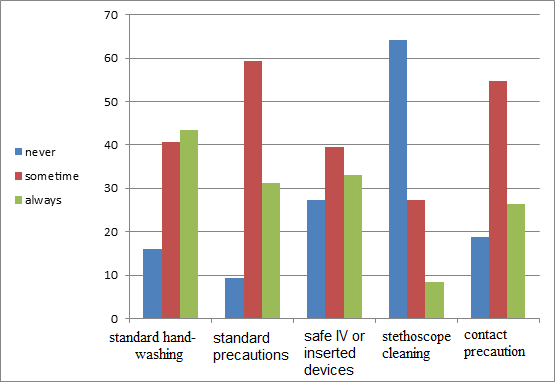 70
60
50
40
30
20
10
0
never
sometime
always
standard hand-
washing
standard
precautions
safe IV or
inserted
devices
stethoscope
cleaning
contact
precaution